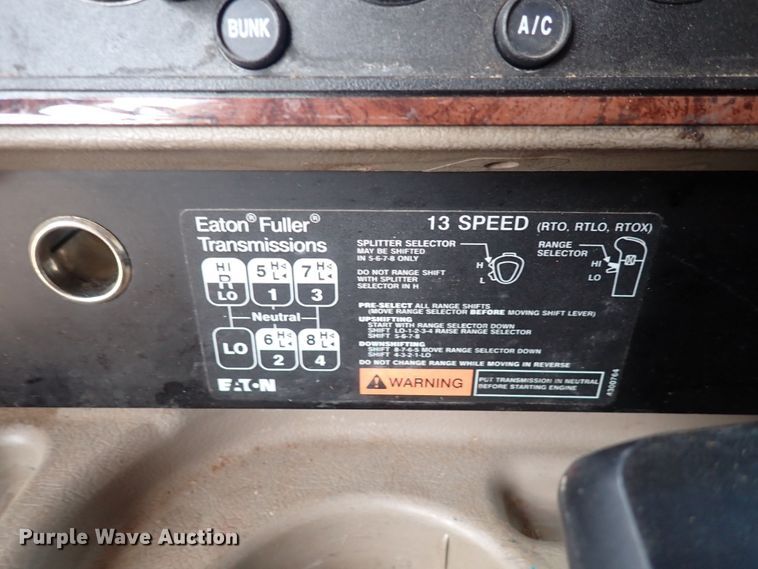 BUNK
A/C
Eaton® Fuller®
Transmissions
13 SPEED (RTO, RTLO, RTOX)
SPLITTER SELECTOR
MAY BE SHIFTED
IN 5-6-7-8 ONLY
H
L
RANGE
SELECTOR
HI
LO
DO NOT RANGE SHIFT
WITH SPLITTER
SELECTOR IN H
HI
R
LO
5 H
L
1
7 H
L
3
Neutral
LO
6 H
L
2
8 H
L
4
EATON
PRE-SELECT ALL RANGE SHIFTS
(MOVE RANGE SELECTOR BEFORE MOVING SHIFT LEVER)
UPSHIFTING
START WITH RANGE SELECTOR DOWN
SHIFT LO-1-2-3-4 RAISE RANGE SELECTOR
SHIFT 5-6-7-8
DOWNSHIFTING
SHIFT 8-7-6-5 MOVE RANGE SELECTOR DOWN
SHIFT 4-3-2-1-LO
DO NOT CHANGE RANGE WHILE MOVING IN REVERSE
WARNING
PUT TRANSMISSION IN NEUTRAL
BEFORE STARTING ENGINE
4300764
Purple Wave Auction